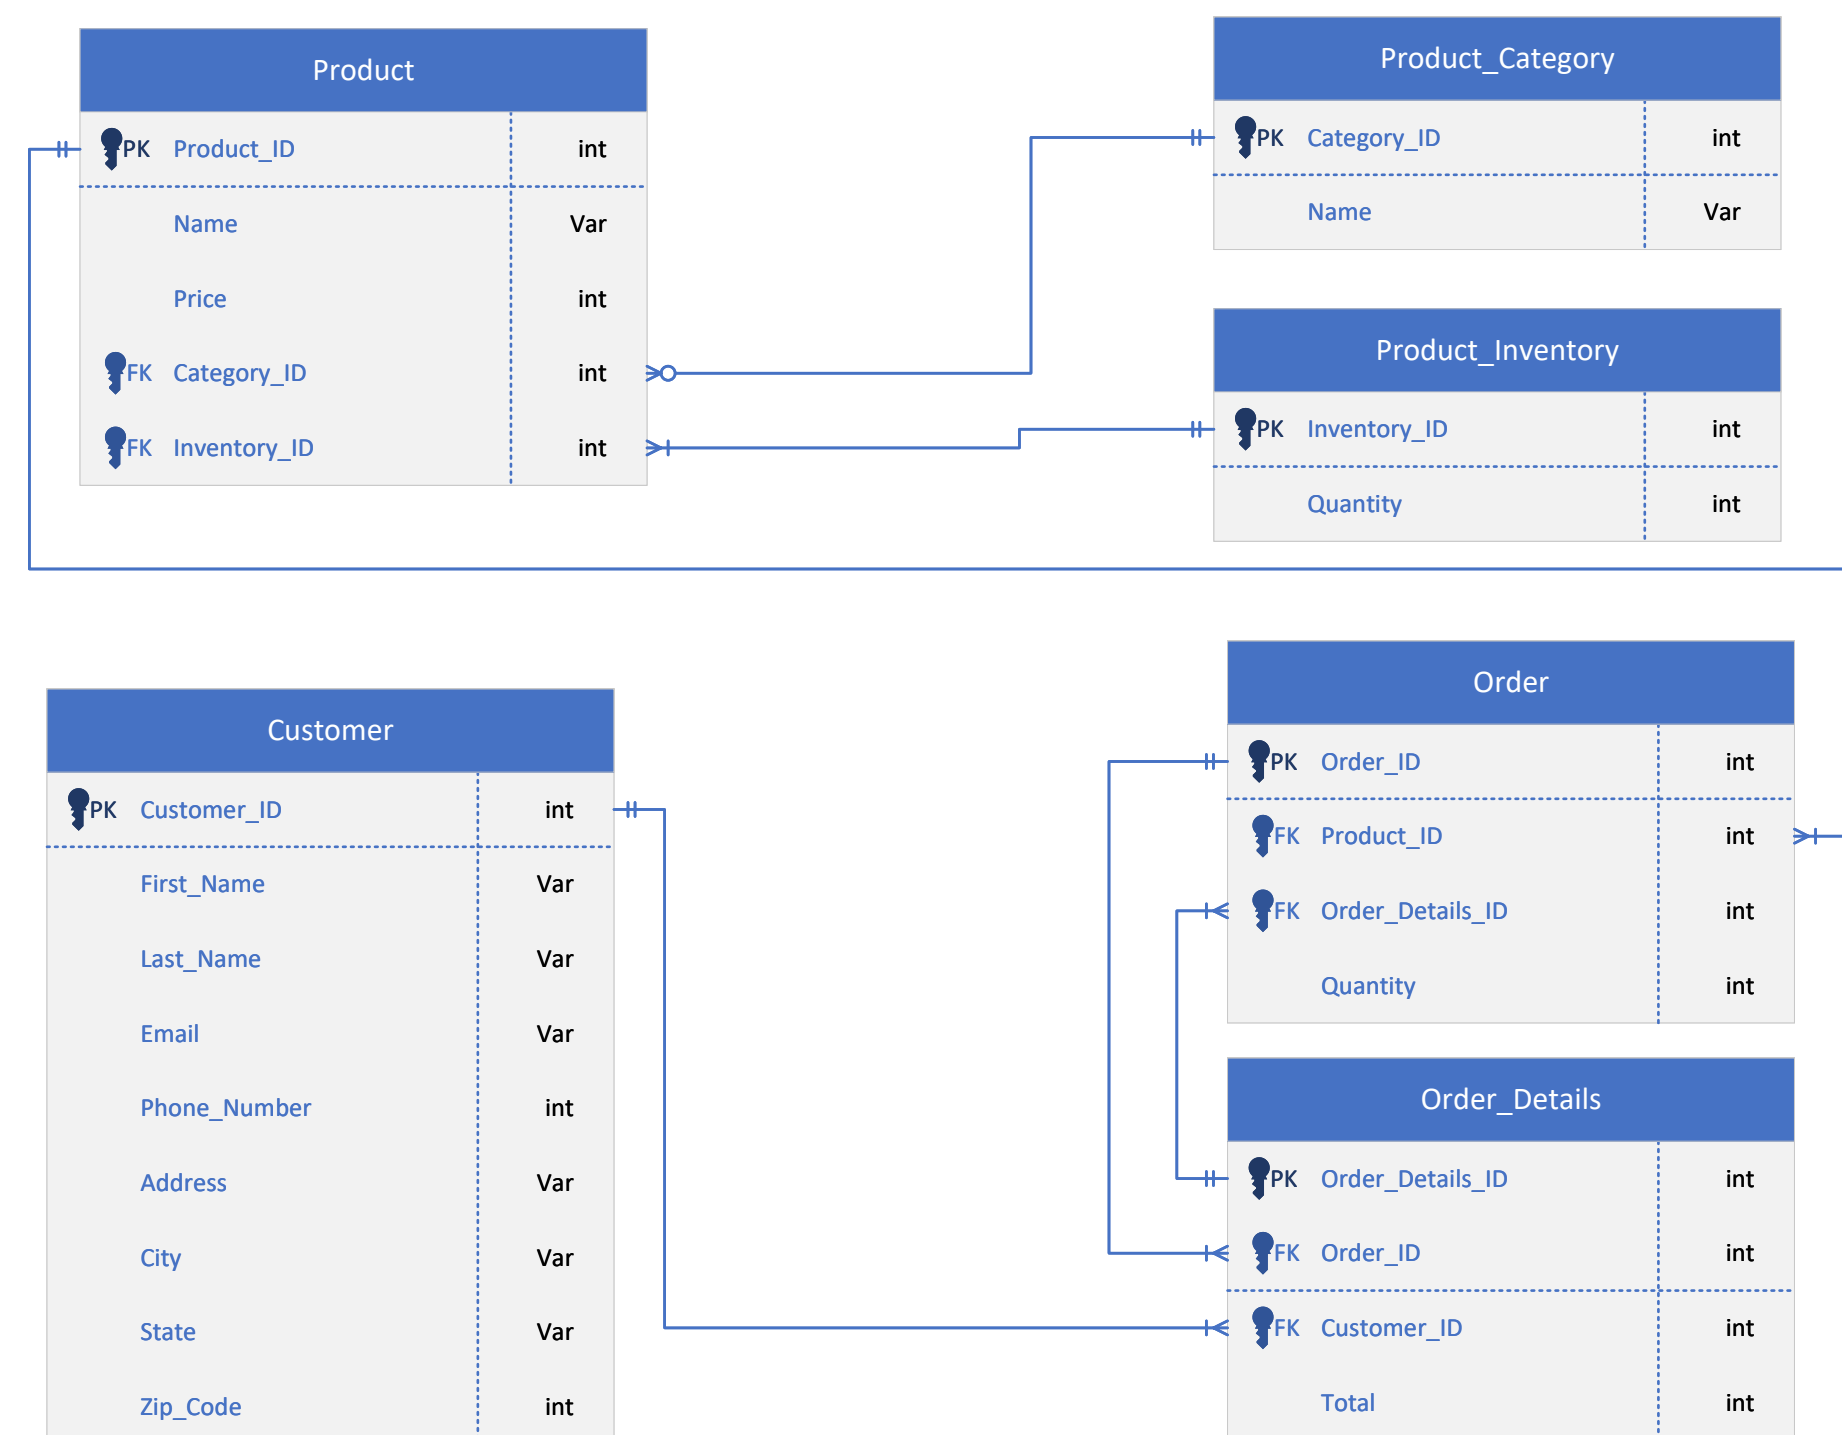 Product
PK Product_ID int
Name Var
Price int
FK Category_ID int
FK Inventory_ID int
Product_Category
PK Category_ID int
Name Var
Product_Inventory
PK Inventory_ID int
Quantity int
Customer
PK Customer_ID int
First_Name Var
Last_Name Var
Email Var
Phone_Number int
Address Var
City Var
State Var
Zip_Code int
Order
PK Order_ID int
FK Product_ID int
FK Order_Details_ID int
Quantity int
Order_Details
PK Order_Details_ID int
FK Order_ID int
FK Customer_ID int
Total int